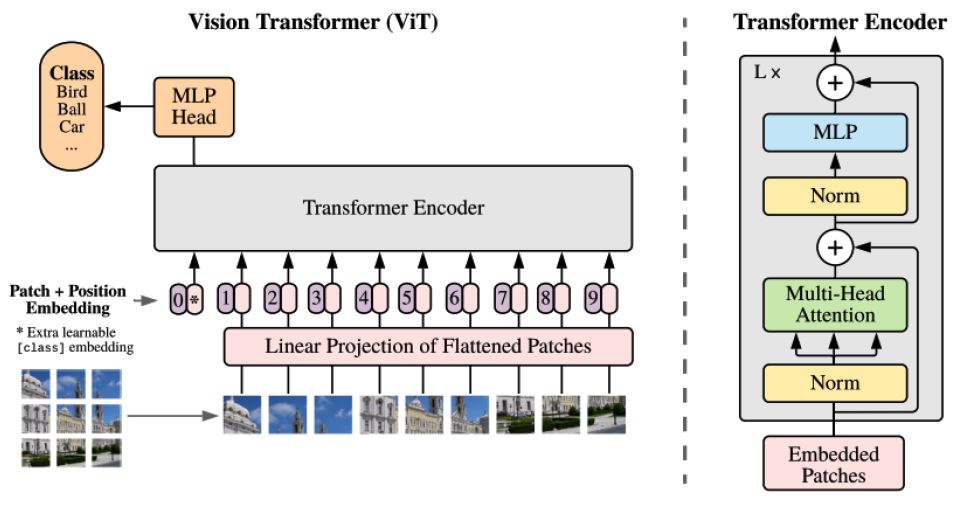 Vision Transformer (ViT)
Class
Bird
Ball
Car
...
MLP
Head
Transformer Encoder
Patch + Position
Embedding
* Extra learnable
[class] embedding
0 * 1 2 3 4 5 6 7 8 9
Linear Projection of Flattened Patches
Transformer Encoder
L ×
+
MLP
Norm
+
Multi-Head
Attention
Norm
Embedded
Patches